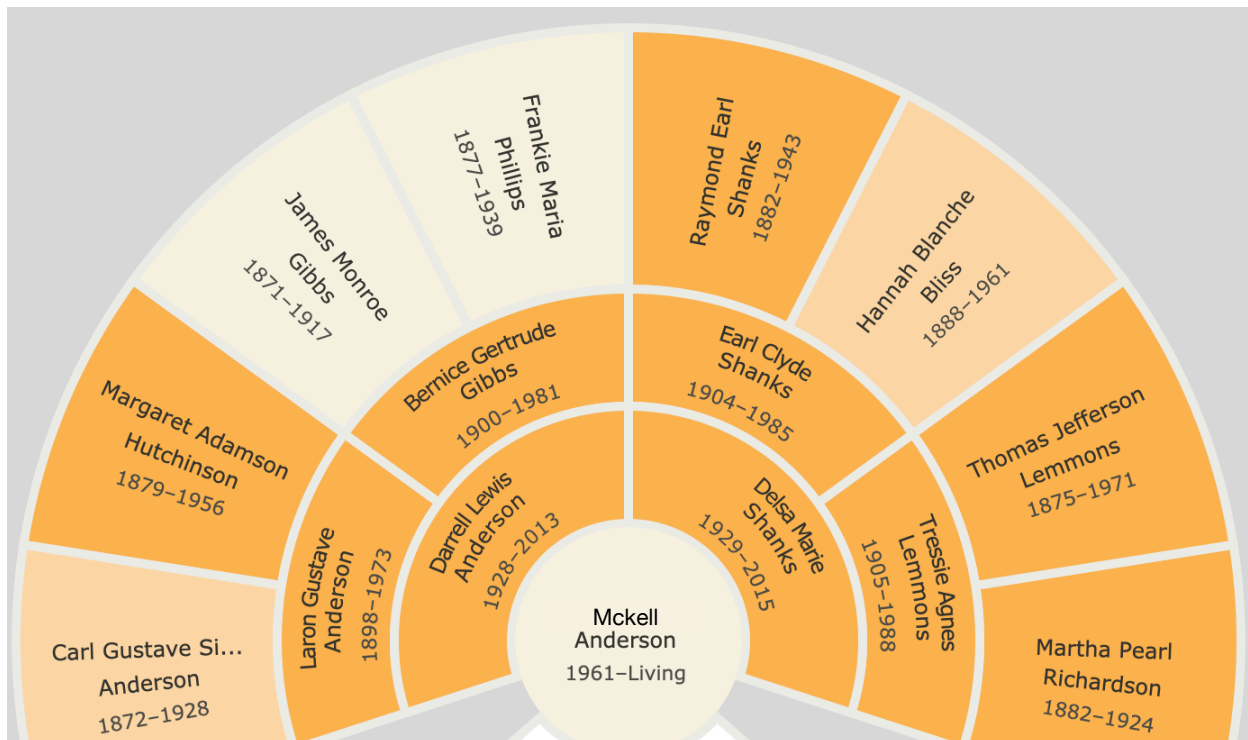 Frankie Maria
Phillips
1877–1939
Raymond Earl
Shanks
1882–1943
James Monroe
Gibbs
1871–1917
Hannah Blanche
Bliss
1888–1961
Margaret Adamson
Hutchinson
1879–1956
Bernice Gertrude
Gibbs
1900–1981
Earl Clyde
Shanks
1904–1985
Thomas Jefferson
Lemmons
1875–1971
Carl Gustave Si...
Anderson
1872–1928
Laron Gustave
Anderson
1898–1973
Darrell Lewis
Anderson
1928–2013
Delsa Marie
Shanks
1929–2015
Tressie Agnes
Lemmons
1905–1988
Martha Pearl
Richardson
1882–1924
Mckell
Anderson
1961–Living